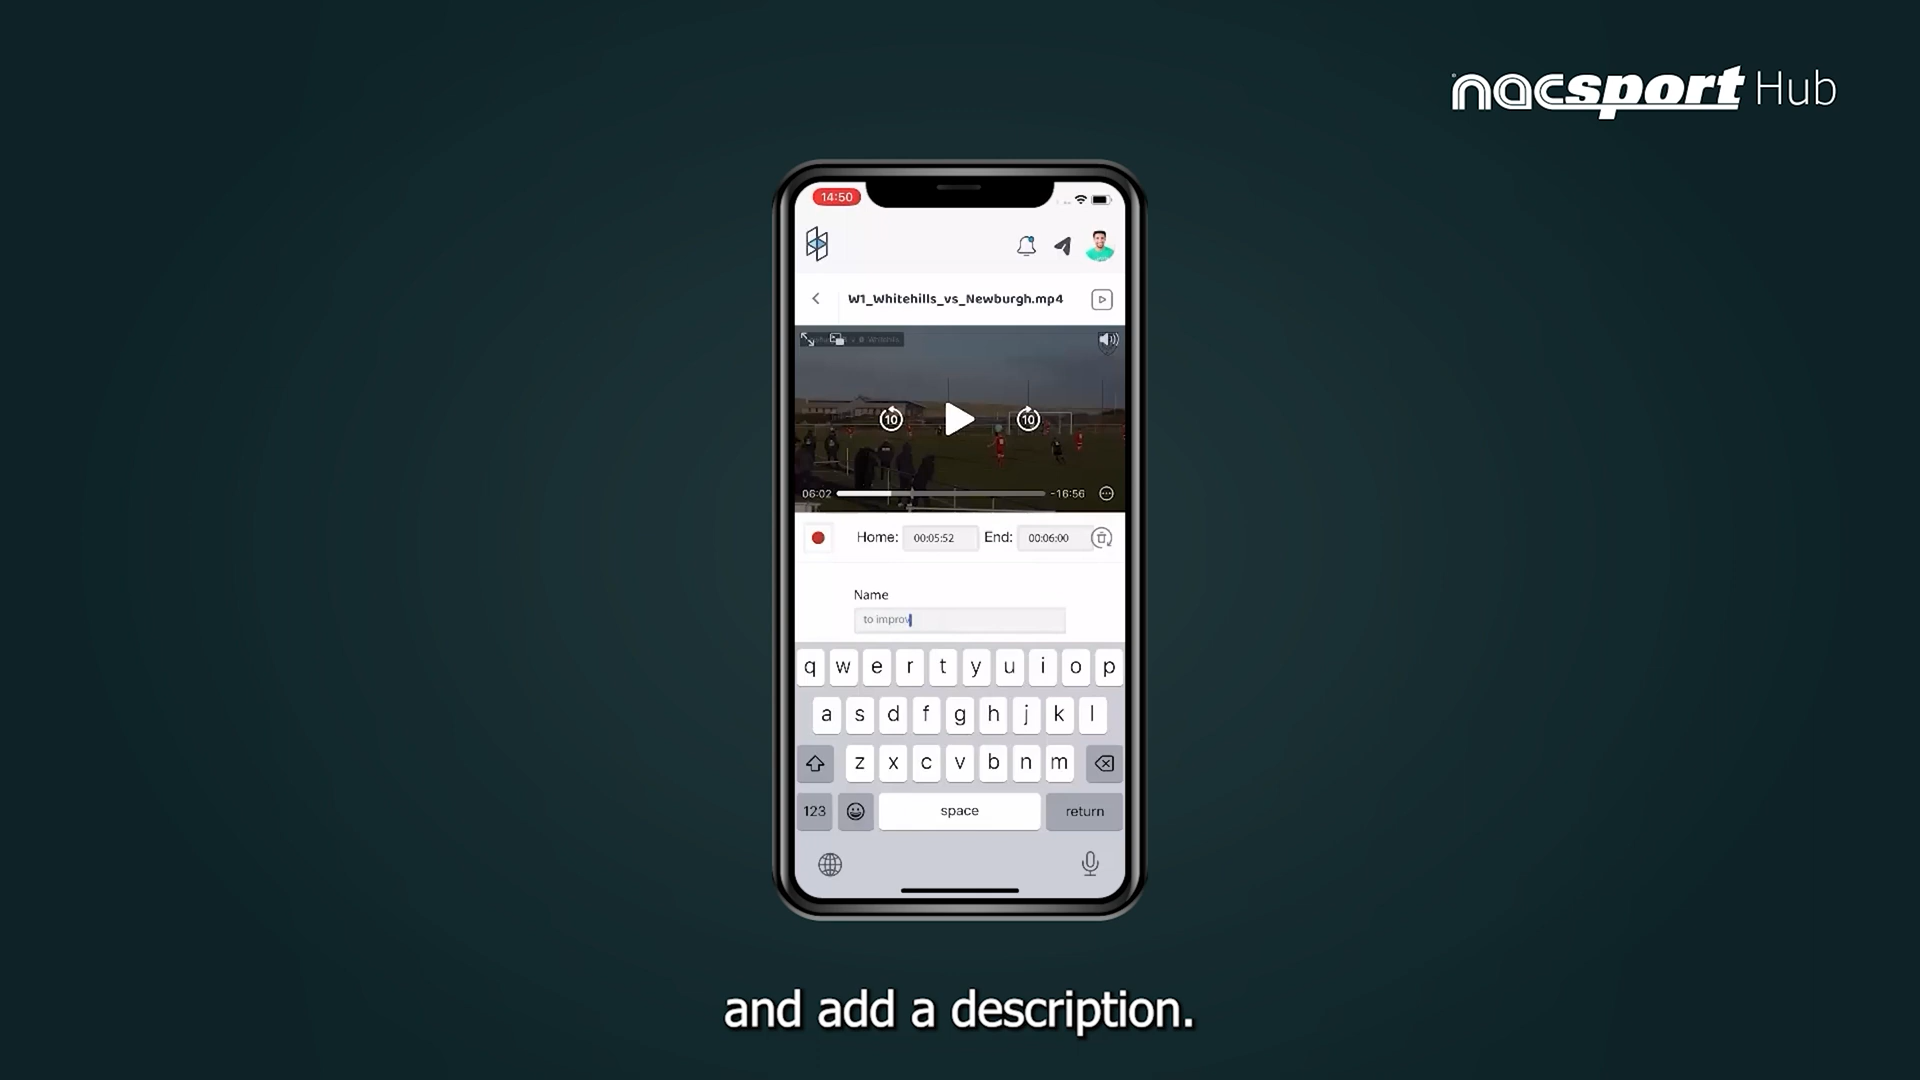 nacsport Hub
14:50
W1_Whitehills_vs_Newburgh.mp4
10
10
06:02
-16:56
Home: 00:05:52 End: 00:06:00
Name
to improv
q w e r t y u i o p
a s d f g h j k l
z x c v b n m
123 space return
and add a description.